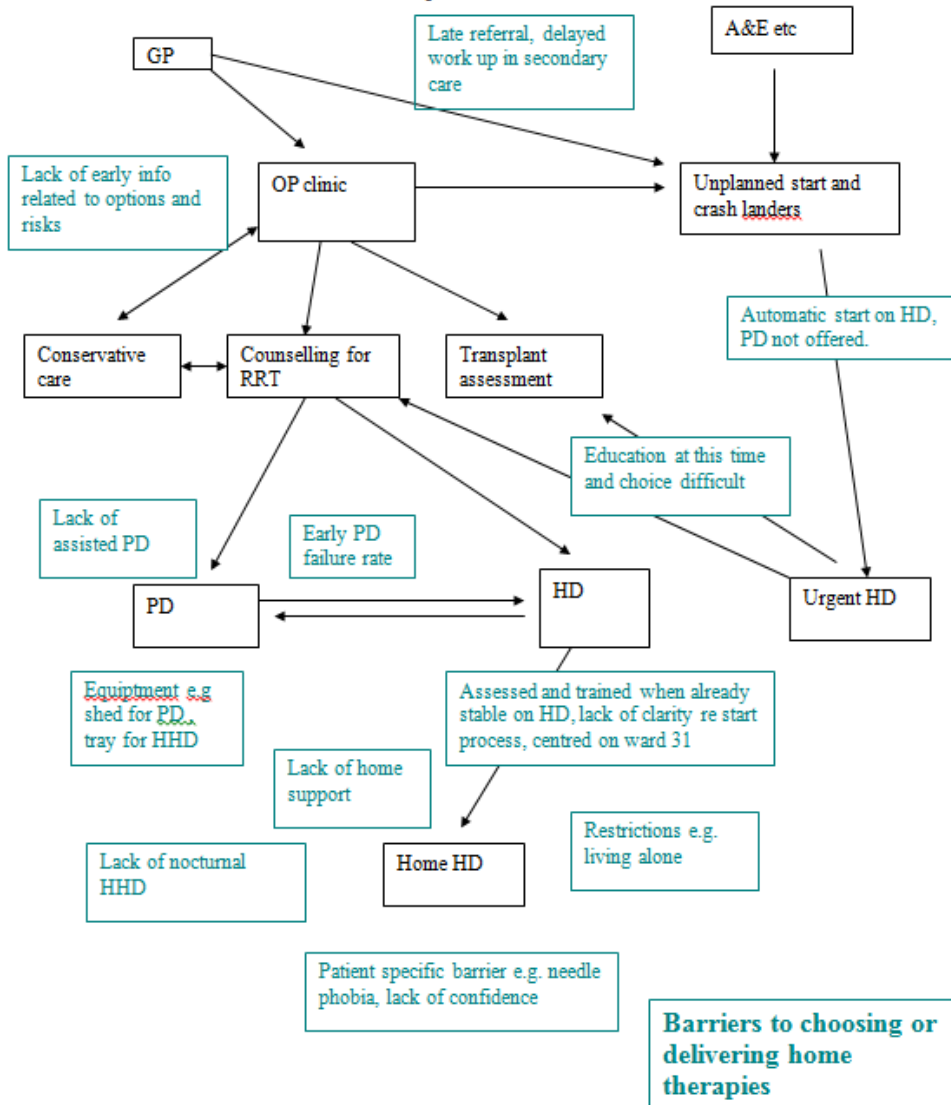 GP
Late referral, delayed
work up in secondary
care
A&E etc
Lack of early info
related to options and
risks
OP clinic
Unplanned start and
crash landers
Automatic start on HD,
PD not offered.
Conservative
care
Counselling for
RRT
Transplant
assessment
Education at this time
and choice difficult
Lack of
assisted PD
Early PD
failure rate
PD
HD
Urgent HD
Equiptment e.g
shed for PD,
tray for HHD
Assessed and trained when already
stable on HD, lack of clarity re start
process, centred on ward 31
Lack of home
support
Restrictions e.g.
living alone
Lack of nocturnal
HHD
Home HD
Patient specific barrier e.g. needle
phobia, lack of confidence
Barriers to choosing or
delivering home
therapies